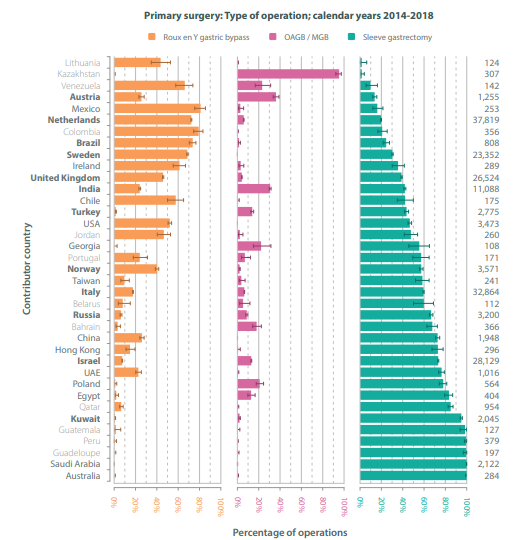 Primary surgery: Type of operation; calendar years 2014-2018
Roux en Y gastric bypass OAGB / MGB Sleeve gastrectomy
Contributor country
Lithuania 124
Kazakhstan 307
Venezuela 142
Austria 1,255
Mexico 253
Netherlands 37,819
Colombia 356
Brazil 808
Sweden 23,352
Ireland 289
United Kingdom 26,524
India 11,088
Chile 175
Turkey 2,775
USA 3,473
Jordan 260
Georgia 108
Portugal 171
Norway 3,571
Taiwan 241
Italy 32,864
Belarus 112
Russia 3,200
Bahrain 366
China 1,948
Hong Kong 296
Israel 28,129
UAE 1,016
Poland 564
Egypt 404
Qatar 954
Kuwait 2,045
Guatemala 127
Peru 379
Guadeloupe 197
Saudi Arabia 2,122
Australia 284
0% 20% 40% 60% 80% 100% 0% 20% 40% 60% 80% 100% 0% 20% 40% 60% 80% 100%
Percentage of operations